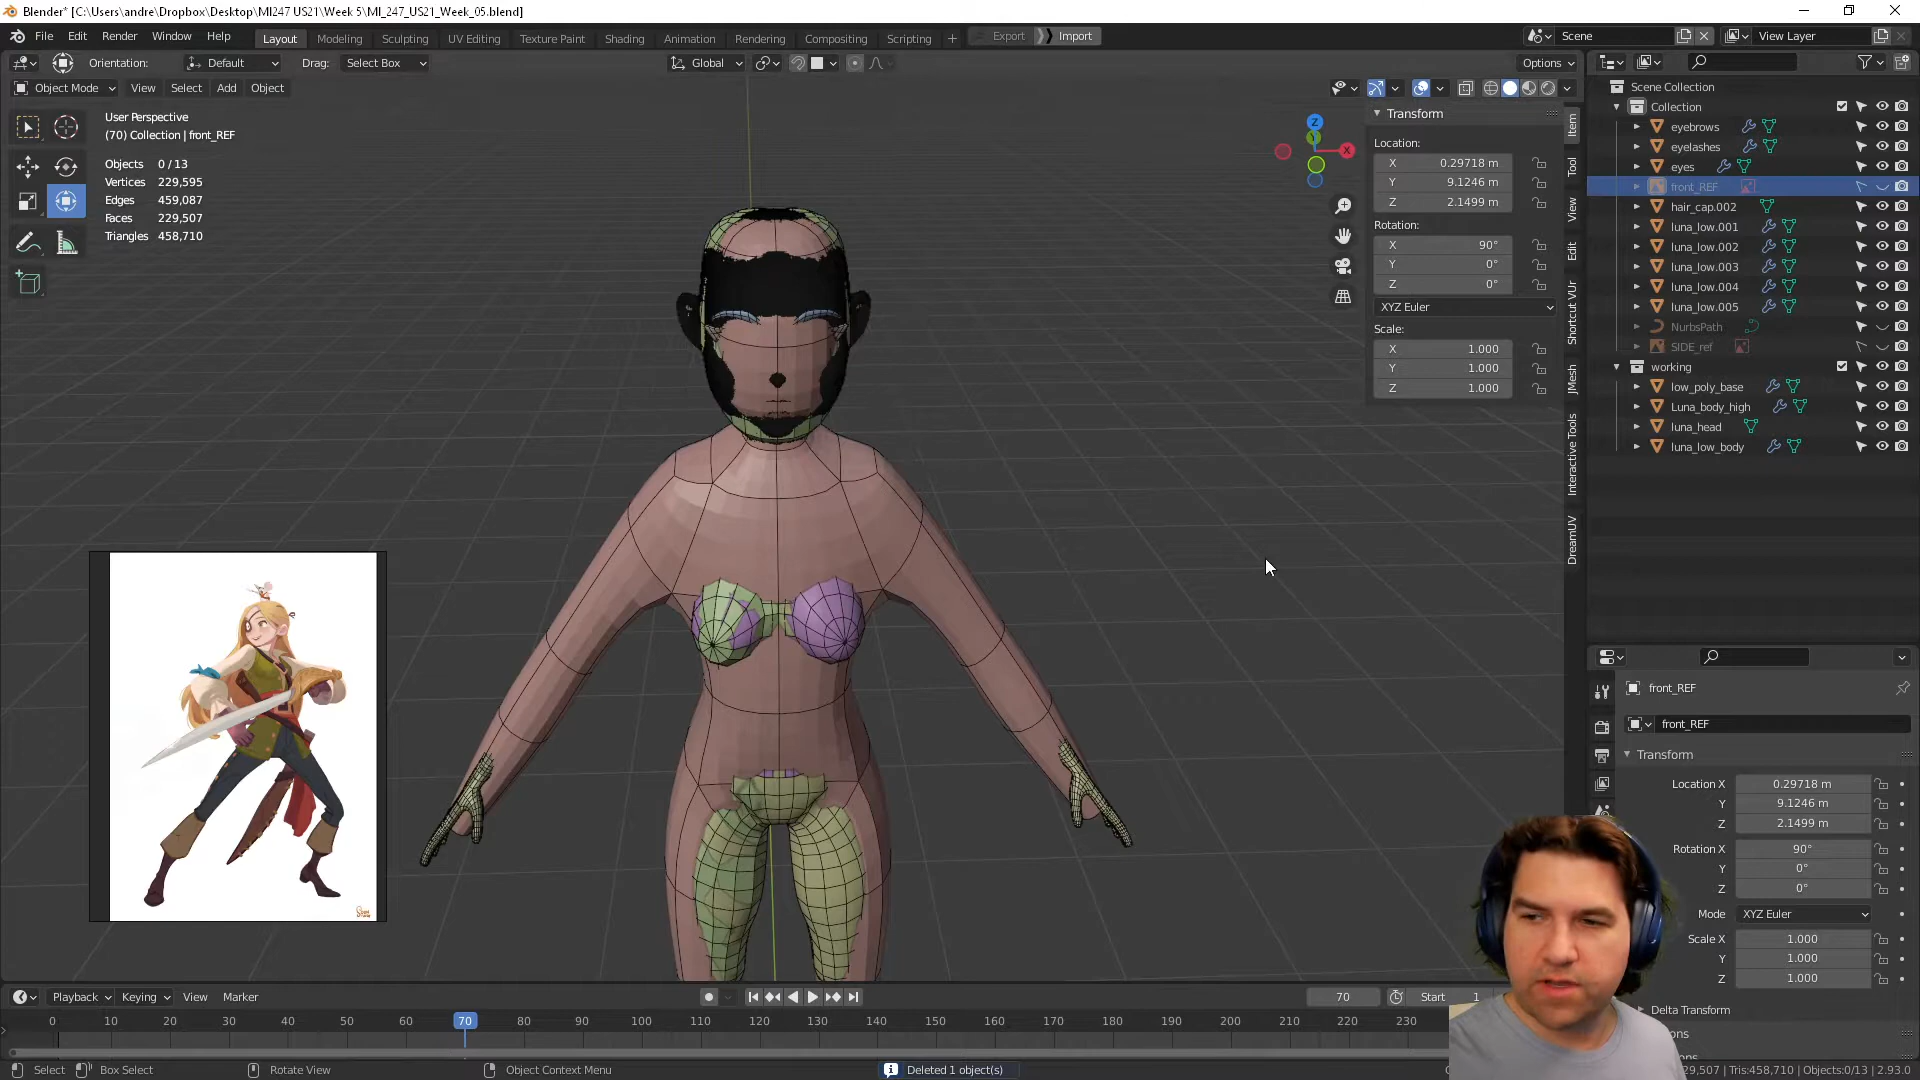 Blender* [C:\Users\andre\Dropbox\Desktop\MI247 US21\Week 5\MI_247_US21_Week_05.blend]
File Edit Render Window Help Layout Modeling Sculpting UV Editing Texture Paint Shading Animation Rendering Compositing Scripting + Export Import Scene View Layer
Orientation: Default Drag: Select Box Global Options
Object Mode View Select Add Object
User Perspective
(70) Collection | front_REF
Objects 0 / 13
Vertices 229,595
Edges 459,087
Faces 229,507
Triangles 458,710
Z
Y
X
Transform
Location:
X 0.29718 m
Y 9.1246 m
Z 2.1499 m
Rotation:
X 90°
Y 0°
Z 0°
XYZ Euler
Scale:
X 1.000
Y 1.000
Z 1.000
Item
Tool
View
Edit
Shortcut VUr
JMesh
Interactive Tools
DreamUV
Scene Collection
Collection
eyebrows
eyelashes
eyes
front_REF
hair_cap.002
luna_low.001
luna_low.002
luna_low.003
luna_low.004
luna_low.005
NurbsPath
SIDE_ref
working
low_poly_base
Luna_body_high
luna_head
luna_low_body
front_REF
front_REF
Transform
Location X 0.29718 m
Y 9.1246 m
Z 2.1499 m
Rotation X 90°
Y 0°
Z 0°
Mode XYZ Euler
Scale X 1.000
Y 1.000
Z 1.000
Delta Transform
Playback Keying View Marker 70 Start 1
0 10 20 30 40 50 60 70 80 90 100 110 120 130 140 150 160 170 180 190 200 210 220 230
Select Box Select Rotate View Object Context Menu Deleted 1 object(s) 29,507 | Tris:458,710 | Objects:0/13 | 2.93.0